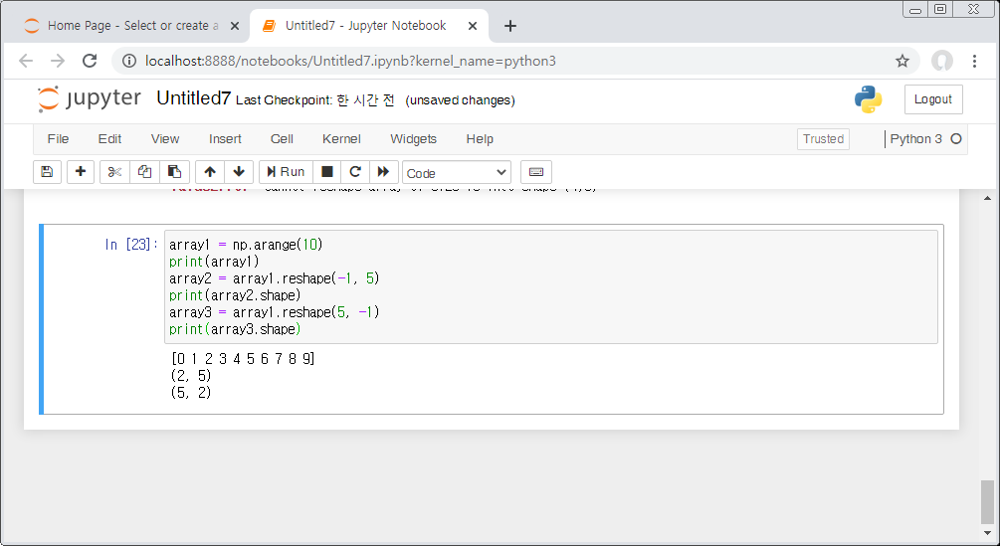 Home Page - Select or create a
Untitled7 - Jupyter Notebook
localhost:8888/notebooks/Untitled7.ipynb?kernel_name=python3
jupyter Untitled7 Last Checkpoint: 한 시간 전 (unsaved changes)
Logout
File Edit View Insert Cell Kernel Widgets Help
Trusted
Python 3
Run
Code
In [23]:
array1 = np.arange(10)
print(array1)
array2 = array1.reshape(-1, 5)
print(array2.shape)
array3 = array1.reshape(5, -1)
print(array3.shape)
[0 1 2 3 4 5 6 7 8 9]
(2, 5)
(5, 2)